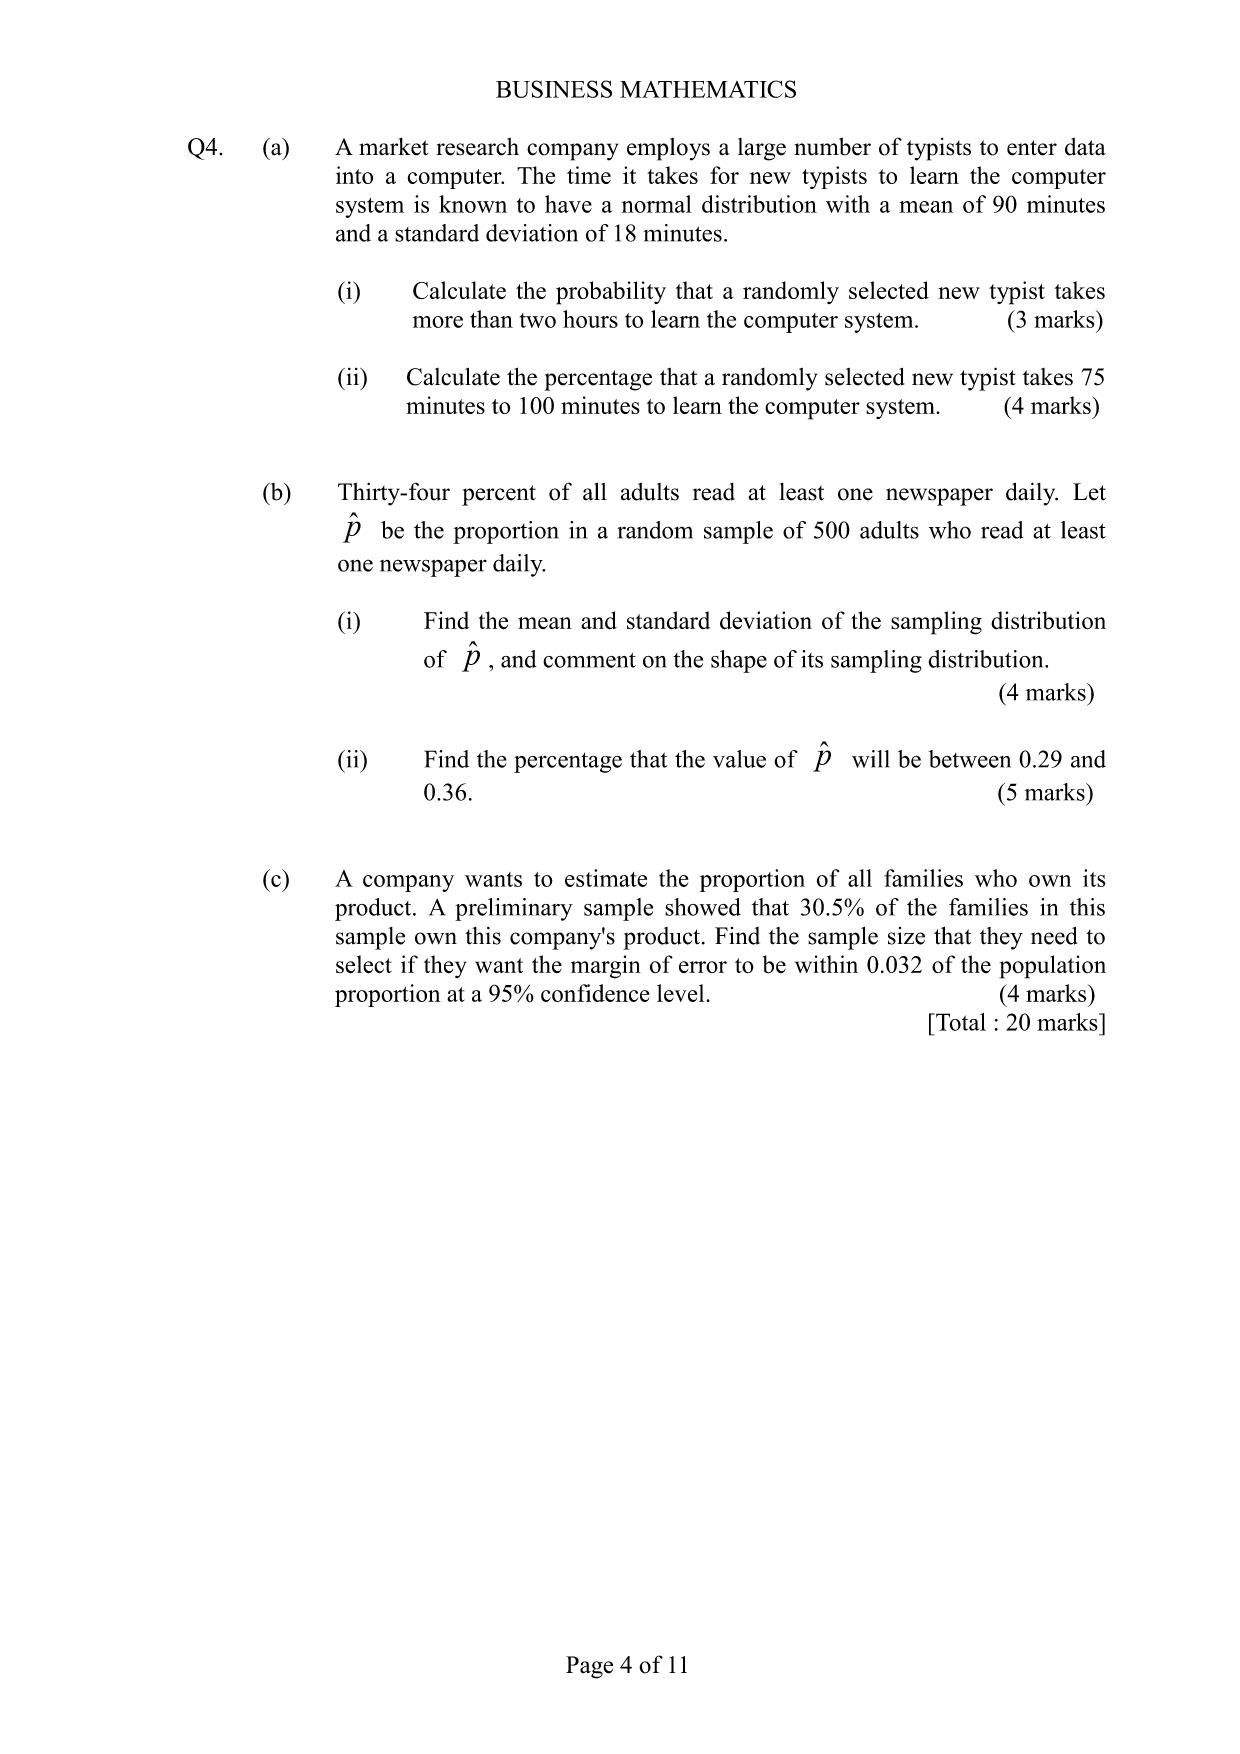 BUSINESS MATHEMATICS
Q4. (a) A market research company employs a large number of typists to enter data
into a computer. The time it takes for new typists to learn the computer
system is known to have a normal distribution with a mean of 90 minutes
and a standard deviation of 18 minutes.
(i) Calculate the probability that a randomly selected new typist takes
more than two hours to learn the computer system. (3 marks)
(ii) Calculate the percentage that a randomly selected new typist takes 75
minutes to 100 minutes to learn the computer system. (4 marks)
(b) Thirty-four percent of all adults read at least one newspaper daily. Let
p̂ be the proportion in a random sample of 500 adults who read at least
one newspaper daily.
(i) Find the mean and standard deviation of the sampling distribution
of p̂ , and comment on the shape of its sampling distribution.
(4 marks)
(ii) Find the percentage that the value of p̂ will be between 0.29 and
0.36. (5 marks)
(c) A company wants to estimate the proportion of all families who own its
product. A preliminary sample showed that 30.5% of the families in this
sample own this company's product. Find the sample size that they need to
select if they want the margin of error to be within 0.032 of the population
proportion at a 95% confidence level. (4 marks)
[Total : 20 marks]
Page 4 of 11